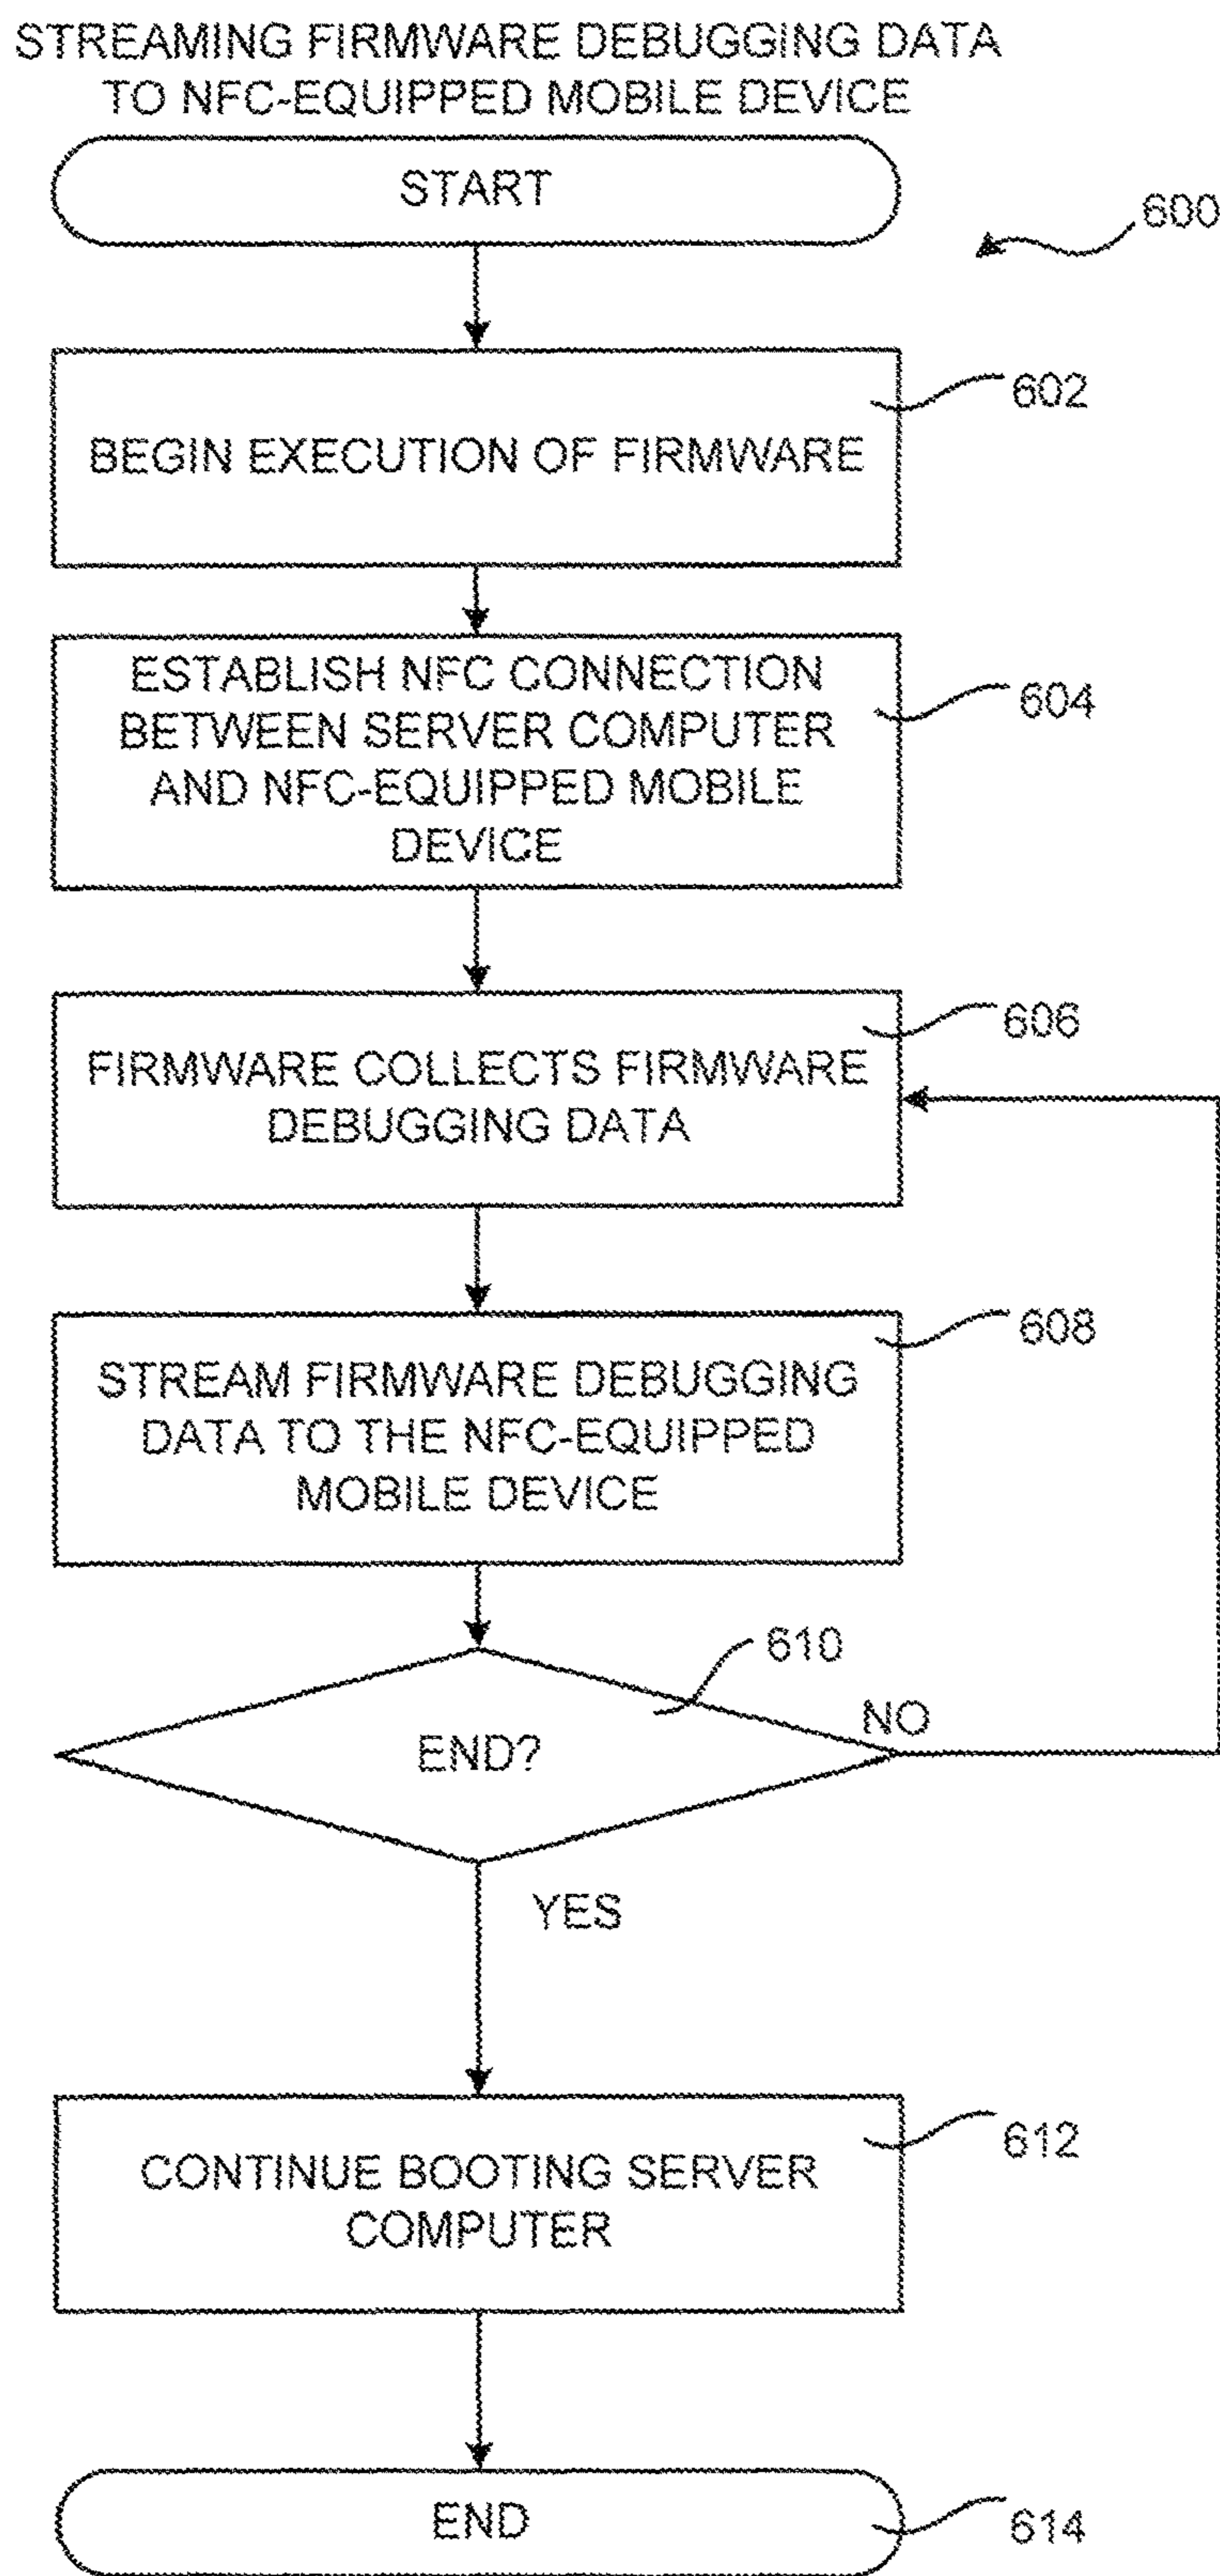 STREAMING FIRMWARE DEBUGGING DATA
TO NFC-EQUIPPED MOBILE DEVICE
START
600
602
BEGIN EXECUTION OF FIRMWARE
ESTABLISH NFC CONNECTION
BETWEEN SERVER COMPUTER
AND NFC-EQUIPPED MOBILE
DEVICE
604
606
FIRMWARE COLLECTS FIRMWARE
DEBUGGING DATA
608
STREAM FIRMWARE DEBUGGING
DATA TO THE NFC-EQUIPPED
MOBILE DEVICE
610
NO
END?
YES
612
CONTINUE BOOTING SERVER
COMPUTER
END
614